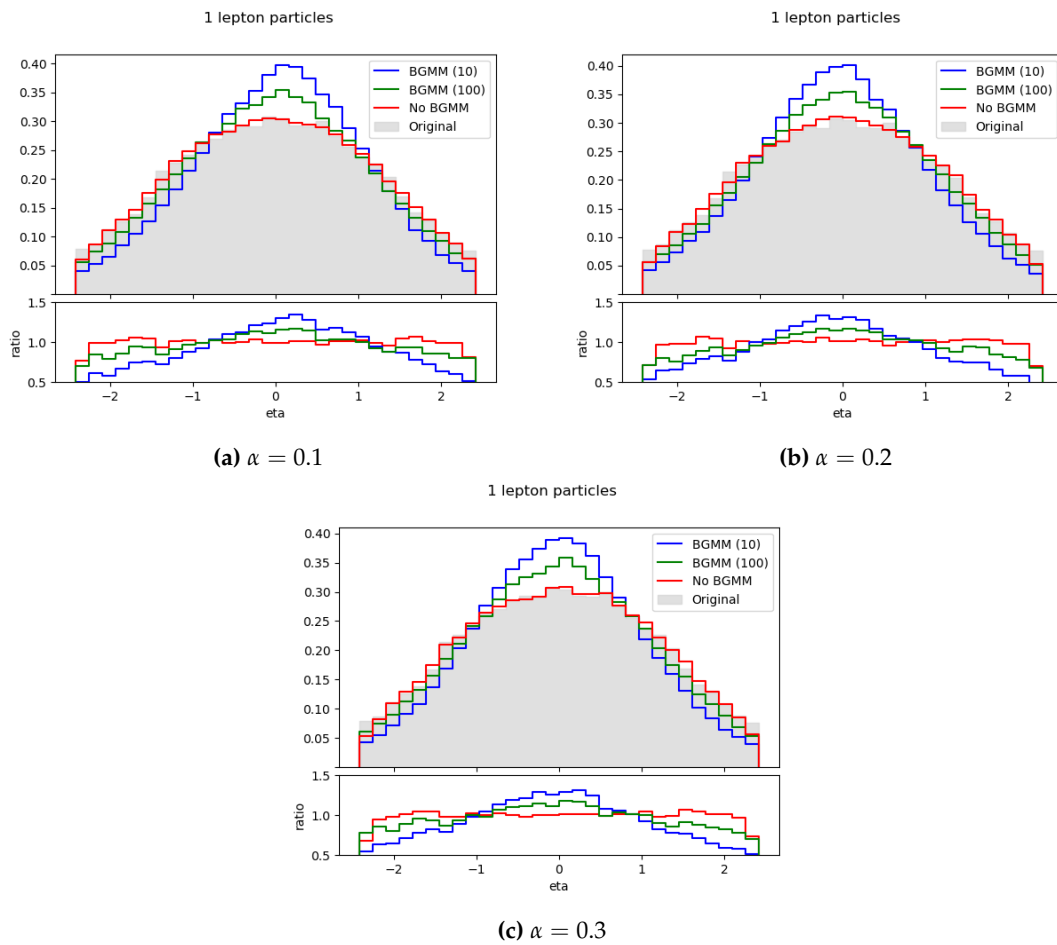 1 lepton particles
0.40
0.35
0.30
0.25
0.20
0.15
0.10
0.05
BGMM (10)
BGMM (100)
No BGMM
Original
1.5
1.0
0.5
ratio
−2 −1 0 1 2
eta
(a) α = 0.1
1 lepton particles
0.40
0.35
0.30
0.25
0.20
0.15
0.10
0.05
BGMM (10)
BGMM (100)
No BGMM
Original
1.5
1.0
0.5
ratio
−2 −1 0 1 2
eta
(b) α = 0.2
1 lepton particles
0.40
0.35
0.30
0.25
0.20
0.15
0.10
0.05
BGMM (10)
BGMM (100)
No BGMM
Original
1.5
1.0
0.5
ratio
−2 −1 0 1 2
eta
(c) α = 0.3